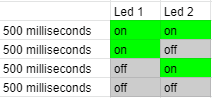 Led 1 Led 2
500 milliseconds on on
500 milliseconds on off
500 milliseconds off on
500 milliseconds off off